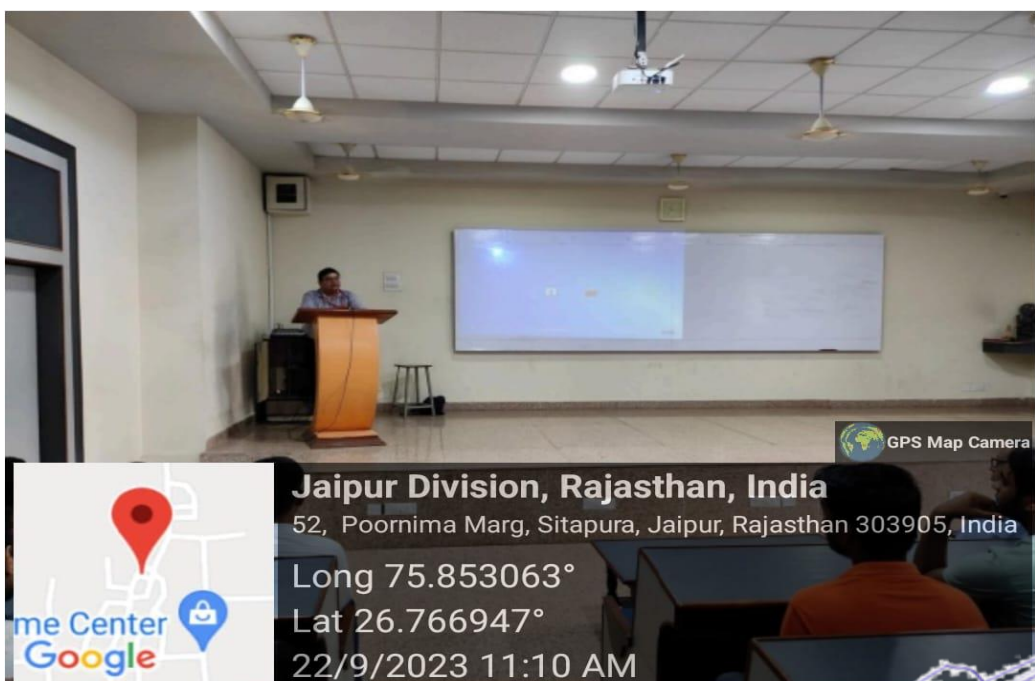 GPS Map Camera
Jaipur Division, Rajasthan, India
52, Poornima Marg, Sitapura, Jaipur, Rajasthan 303905, India
Long 75.853063°
Lat 26.766947°
22/9/2023 11:10 AM
me Center
Google